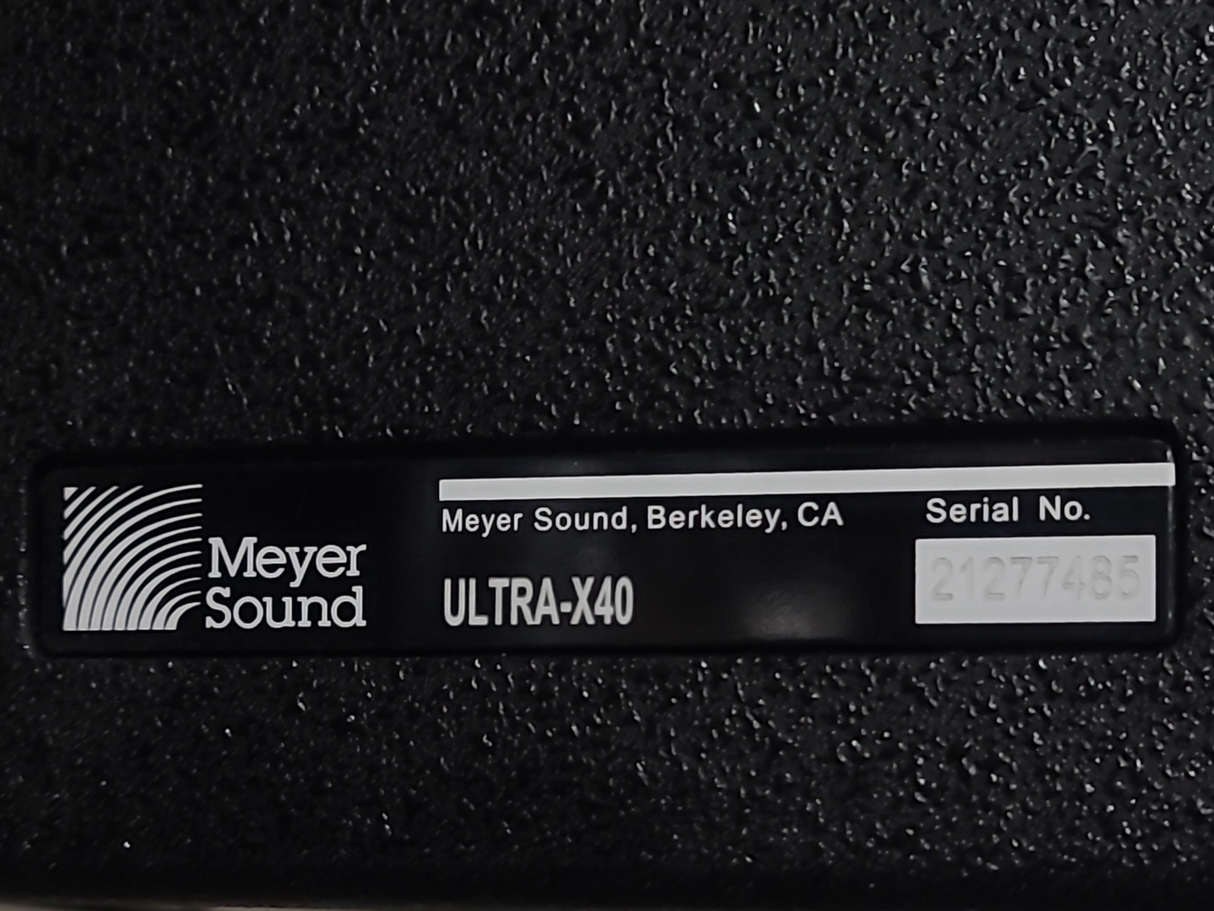 Meyer
Sound
Meyer Sound, Berkeley, CA
ULTRA-X40
Serial No.
21277485